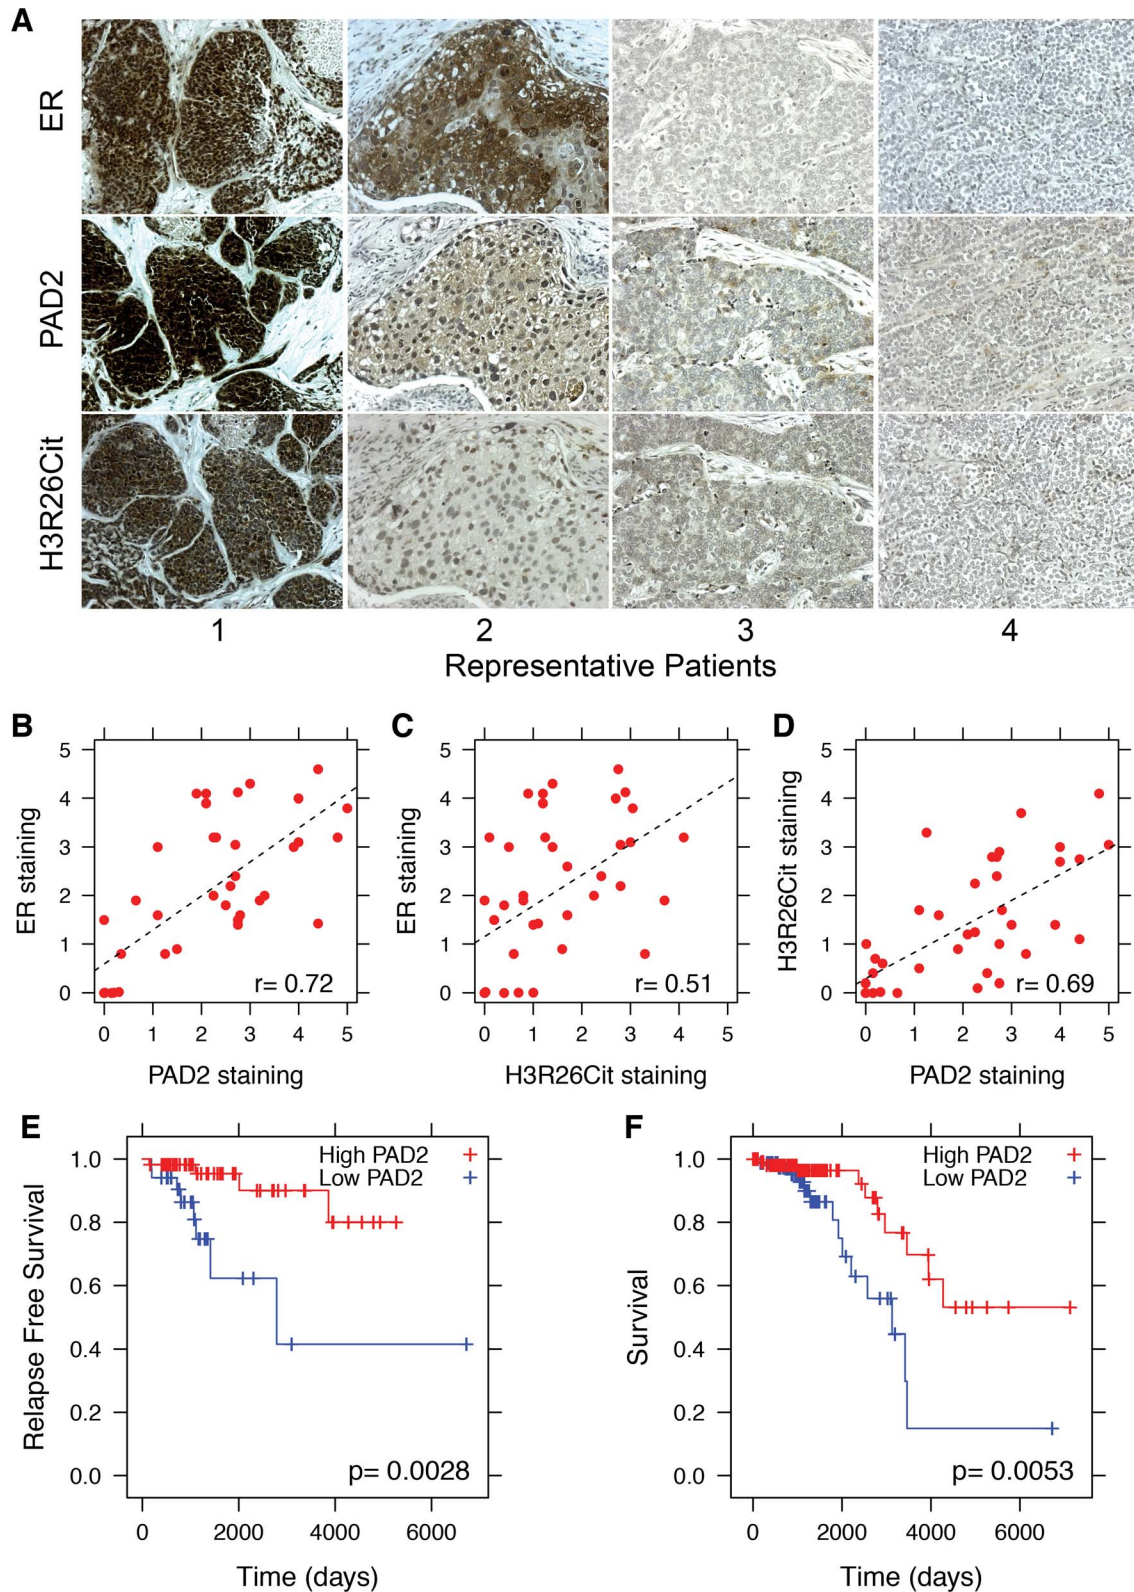 A
ER
PAD2
H3R26Cit
1 2 3 4
Representative Patients
B
5
4
3
2
1
0
ER staining
r= 0.72
0 1 2 3 4 5
PAD2 staining
C
5
4
3
2
1
0
ER staining
r= 0.51
0 1 2 3 4 5
H3R26Cit staining
D
5
4
3
2
1
0
H3R26Cit staining
r= 0.69
0 1 2 3 4 5
PAD2 staining
E
1.0
0.8
0.6
0.4
0.2
0.0
Relapse Free Survival
High PAD2
Low PAD2
p= 0.0028
0 2000 4000 6000
Time (days)
F
1.0
0.8
0.6
0.4
0.2
0.0
Survival
High PAD2
Low PAD2
p= 0.0053
0 2000 4000 6000
Time (days)